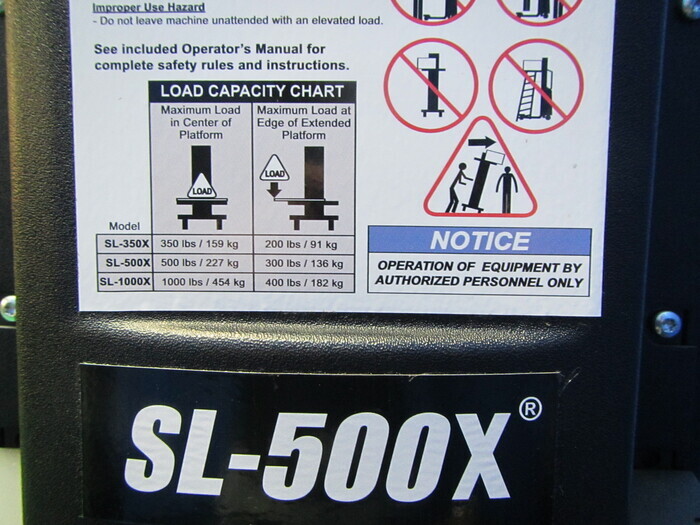 Improper Use Hazard
- Do not leave machine unattended with an elevated load.
See included Operator's Manual for
complete safety rules and instructions.
LOAD CAPACITY CHART
Maximum Load
in Center of
Platform
Maximum Load at
Edge of Extended
Platform
LOAD
LOAD
Model
SL-350X 350 lbs / 159 kg 200 lbs / 91 kg
SL-500X 500 lbs / 227 kg 300 lbs / 136 kg
SL-1000X 1000 lbs / 454 kg 400 lbs / 182 kg
NOTICE
OPERATION OF EQUIPMENT BY
AUTHORIZED PERSONNEL ONLY
SL-500X®